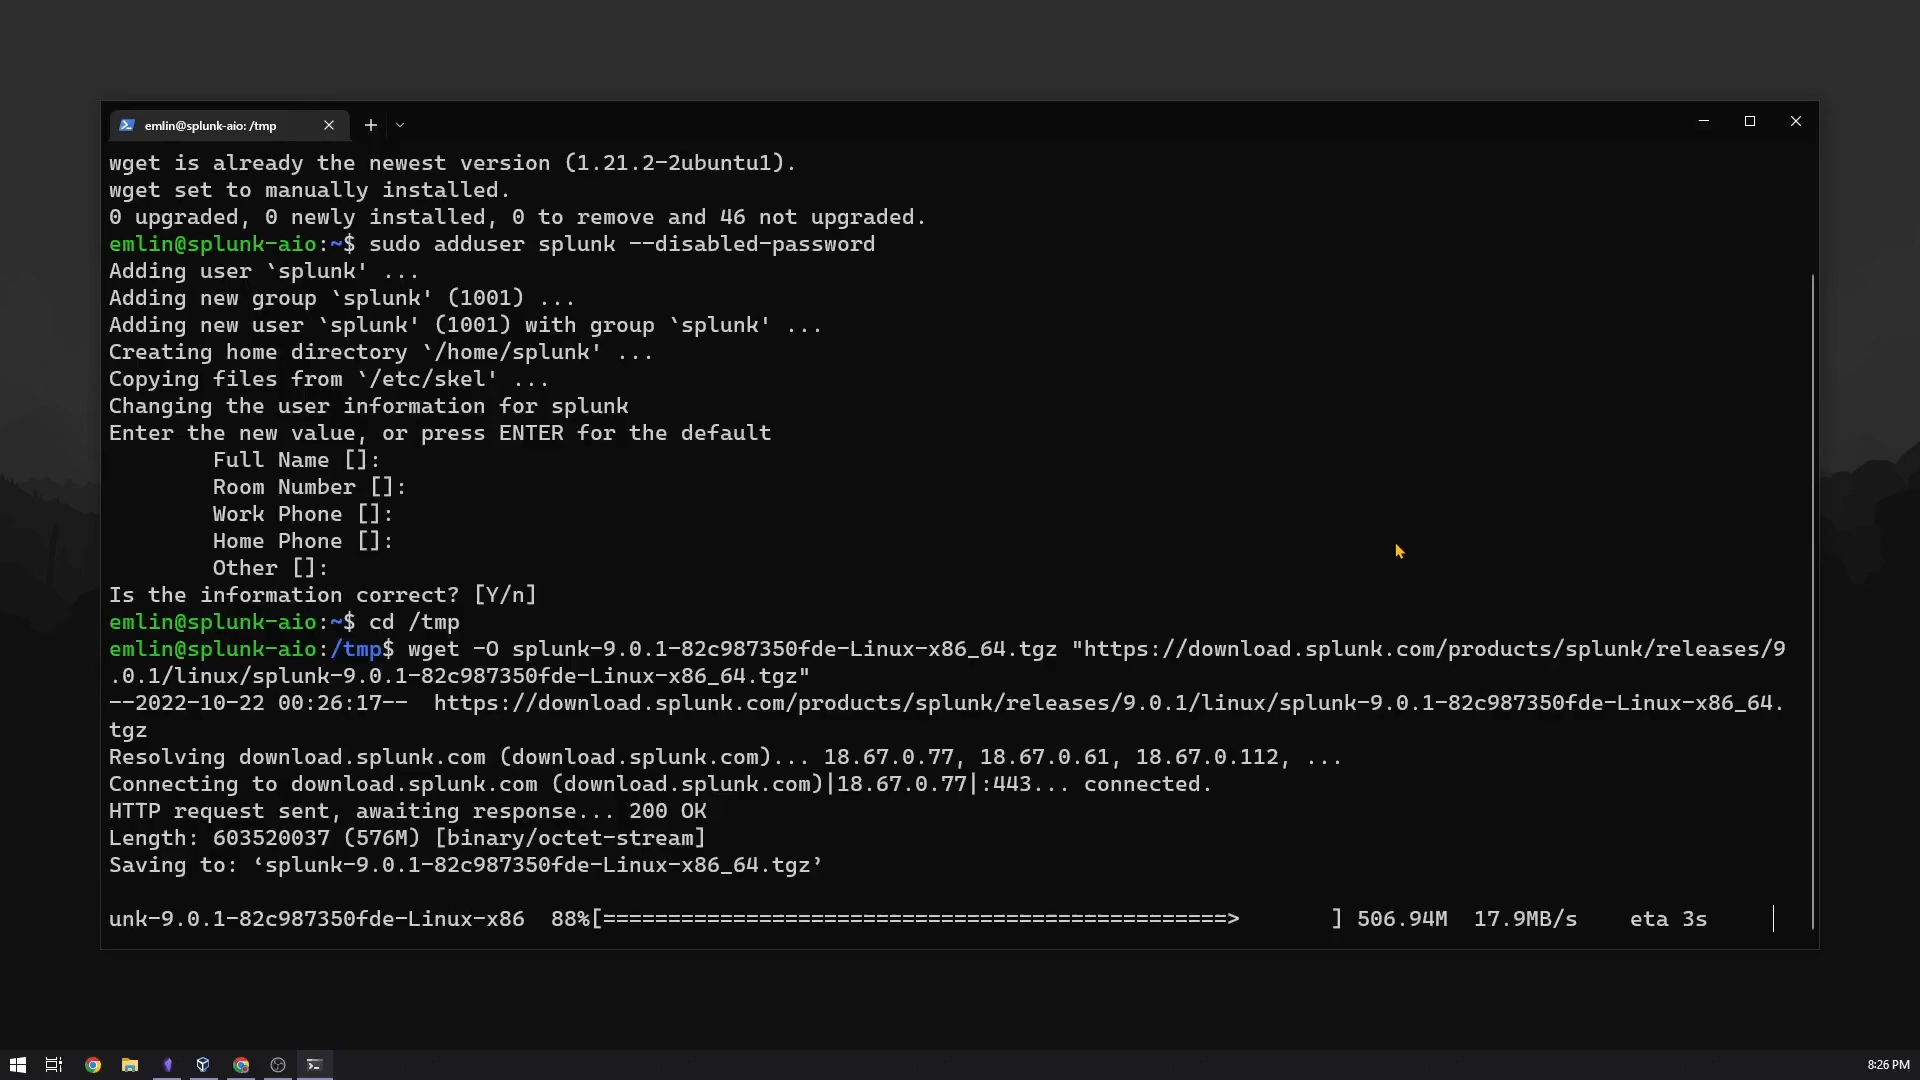 emlin@splunk-aio: /tmp
wget is already the newest version (1.21.2-2ubuntu1).
wget set to manually installed.
0 upgraded, 0 newly installed, 0 to remove and 46 not upgraded.
emlin@splunk-aio:~$ sudo adduser splunk --disabled-password
Adding user `splunk' ...
Adding new group `splunk' (1001) ...
Adding new user `splunk' (1001) with group `splunk' ...
Creating home directory `/home/splunk' ...
Copying files from `/etc/skel' ...
Changing the user information for splunk
Enter the new value, or press ENTER for the default
Full Name []:
Room Number []:
Work Phone []:
Home Phone []:
Other []:
Is the information correct? [Y/n]
emlin@splunk-aio:~$ cd /tmp
emlin@splunk-aio:/tmp$ wget -O splunk-9.0.1-82c987350fde-Linux-x86_64.tgz "https://download.splunk.com/products/splunk/releases/9
.0.1/linux/splunk-9.0.1-82c987350fde-Linux-x86_64.tgz"
--2022-10-22 00:26:17--  https://download.splunk.com/products/splunk/releases/9.0.1/linux/splunk-9.0.1-82c987350fde-Linux-x86_64.
tgz
Resolving download.splunk.com (download.splunk.com)... 18.67.0.77, 18.67.0.61, 18.67.0.112, ...
Connecting to download.splunk.com (download.splunk.com)|18.67.0.77|:443... connected.
HTTP request sent, awaiting response... 200 OK
Length: 603520037 (576M) [binary/octet-stream]
Saving to: ‘splunk-9.0.1-82c987350fde-Linux-x86_64.tgz’
unk-9.0.1-82c987350fde-Linux-x86  88%[================================================>       ] 506.94M  17.9MB/s    eta 3s
8:26 PM